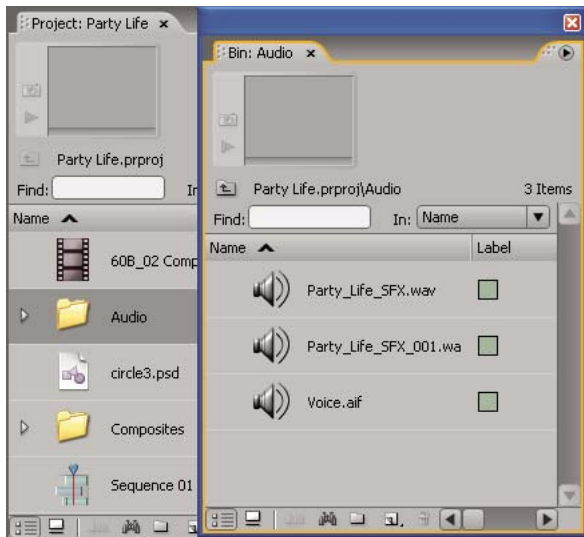 Project: Party Life ×
Party Life.prproj
Find:
Name
60B_02 Comp
Audio
circle3.psd
Composites
Sequence 01
Bin: Audio ×
Party Life.prproj\Audio 3 Items
Find: In: Name
Name Label
Party_Life_SFX.wav
Party_Life_SFX_001.wa
Voice.aif